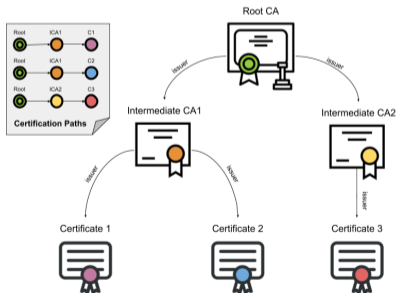 Root CA
Root ICA1 C1
Root ICA1 C2
Root ICA2 C3
Certification Paths
issuer
issuer
Intermediate CA1
Intermediate CA2
issuer
issuer
issuer
Certificate 1
Certificate 2
Certificate 3